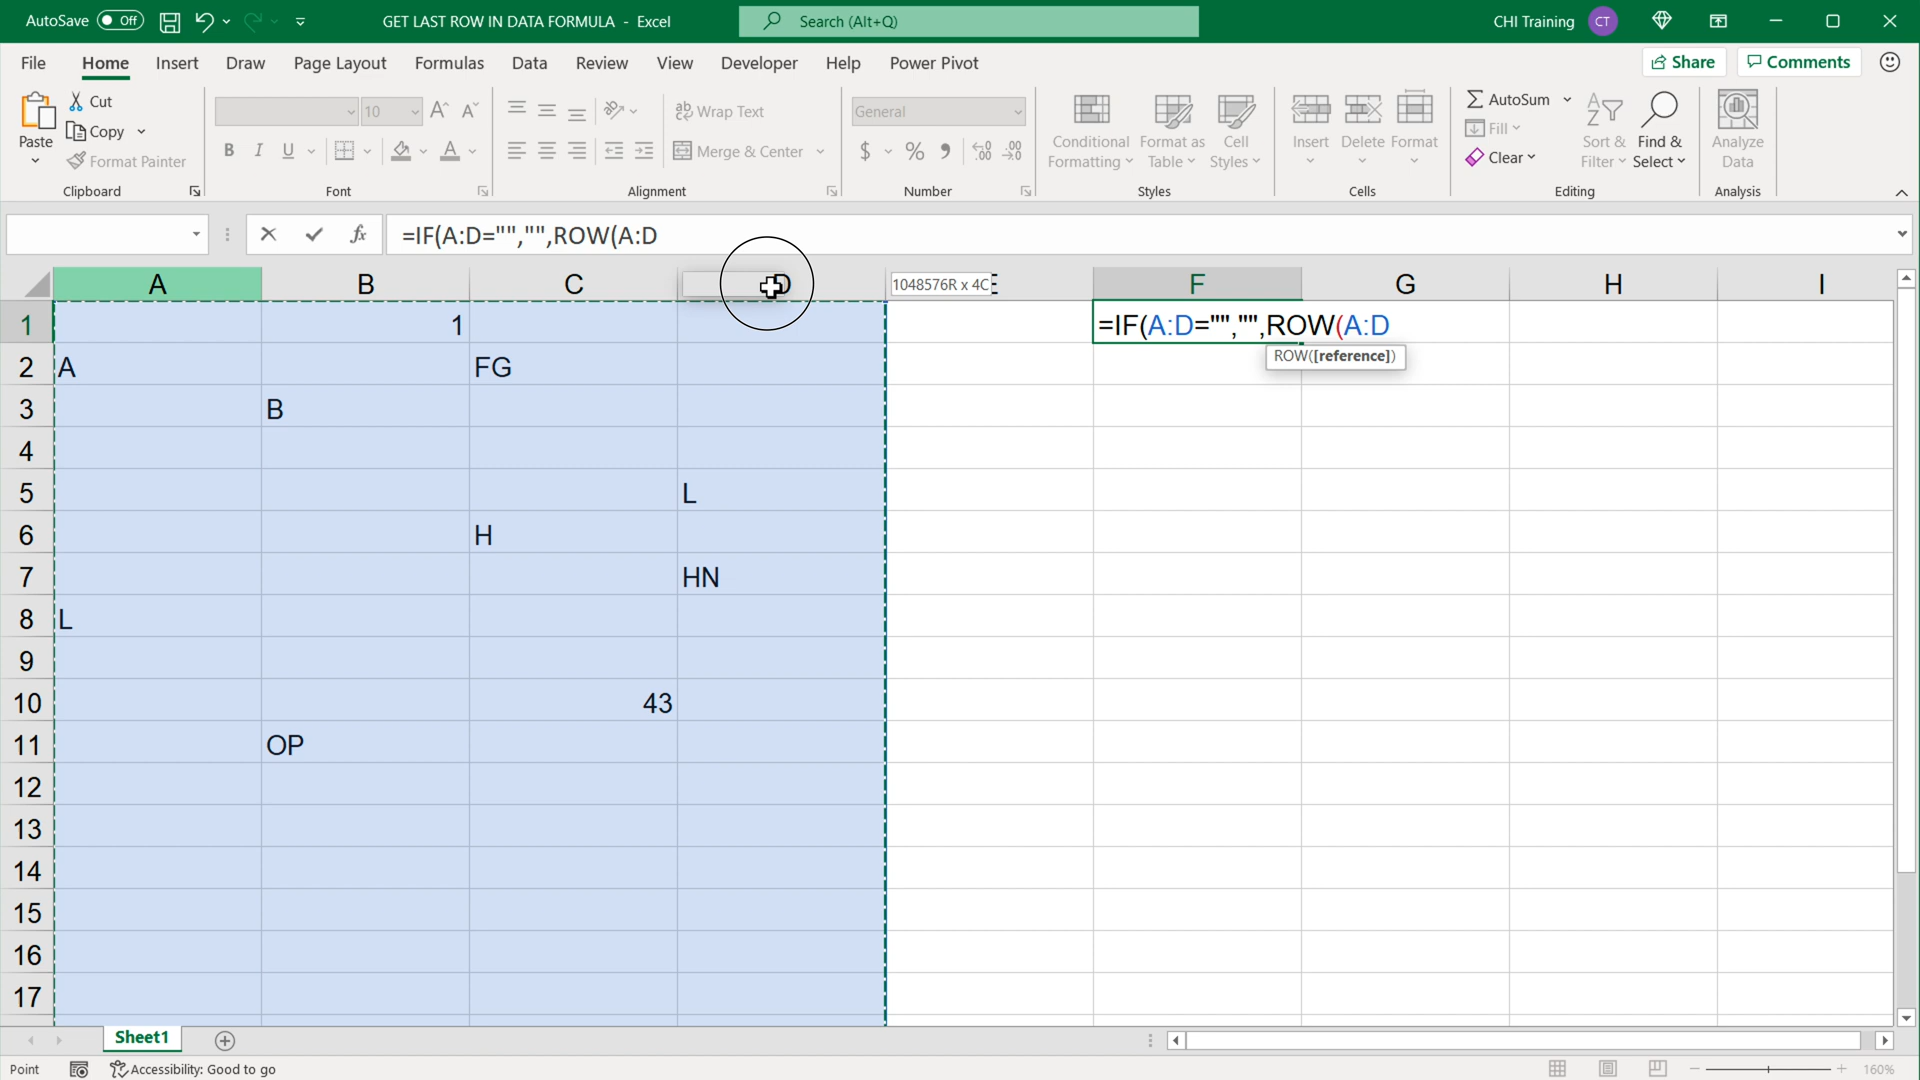 AutoSave Off GET LAST ROW IN DATA FORMULA - Excel Search (Alt+Q) CHI Training CT
File Home Insert Draw Page Layout Formulas Data Review View Developer Help Power Pivot Share Comments
Paste Cut Copy Format Painter
Clipboard
10
B I U A
Font
ab Wrap Text
Merge & Center
Alignment
General
$ % 9 .00
Number
Conditional Formatting Format as Table Cell Styles
Styles
Insert Delete Format
Cells
AutoSum Fill Clear Sort & Filter Find & Select
Editing
Analyze Data
Analysis
fx =IF(A:D="","",ROW(A:D
A B C D 1048576R x 4C E F G H I
1 1 =IF(A:D="","",ROW(A:D
ROW([reference])
2 A FG
3 B
4
5 L
6 H
7 HN
8 L
9
10 43
11 OP
12
13
14
15
16
17
Sheet1
Point Accessibility: Good to go 160%